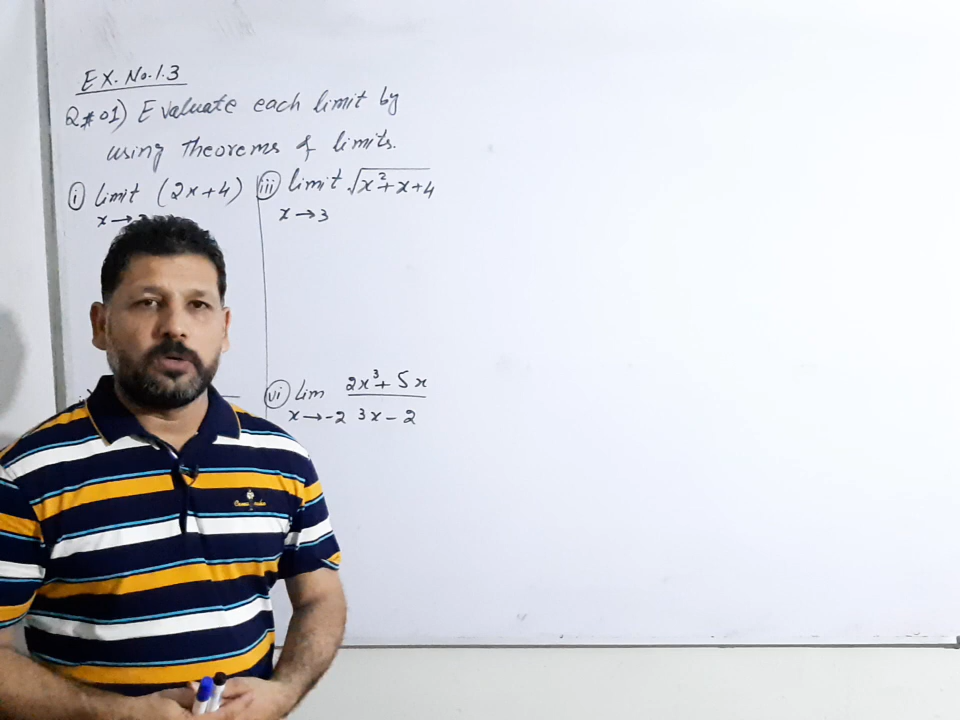 EX. No. 1.3
Q#01) Evaluate each limit by
using Theorems of limits.
(i) Limit (2x+4)
x→
(iii) limit √(x²+x+4)
x→3
(vi) Lim (2x³+5x)/(3x-2)
x→-2